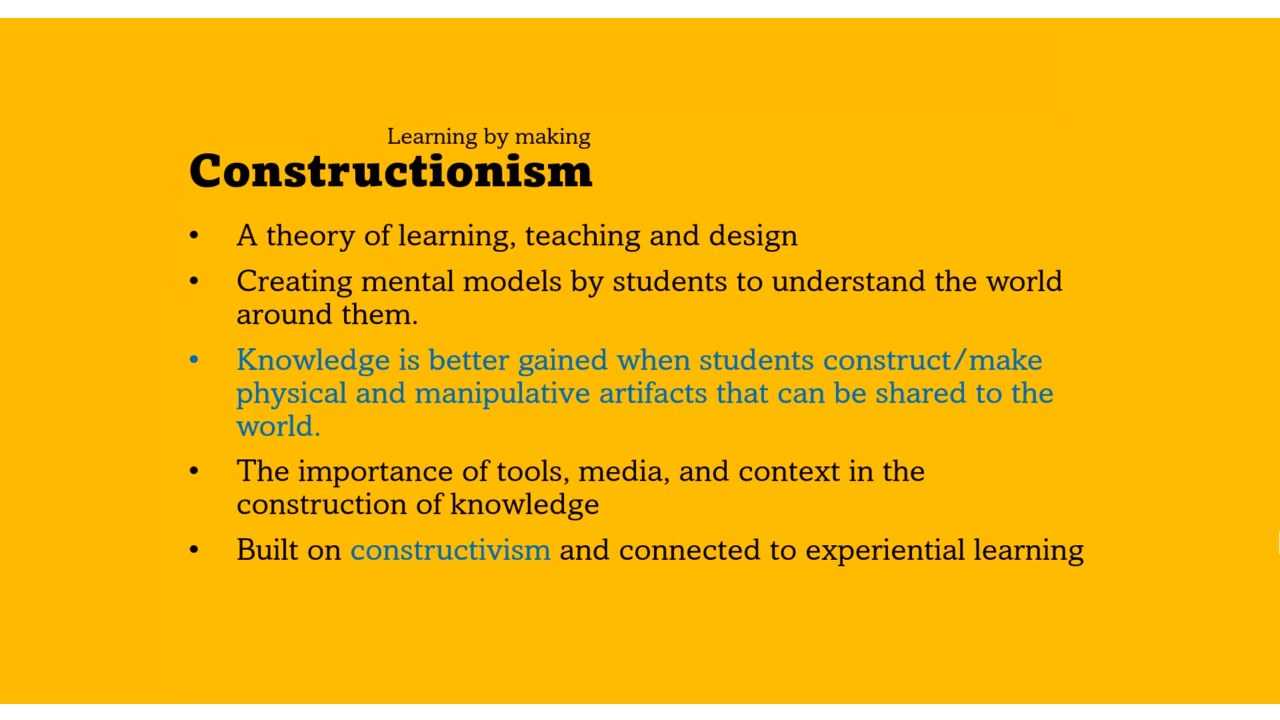 Learning by making
Constructionism
• A theory of learning, teaching and design
• Creating mental models by students to understand the world
around them.
• Knowledge is better gained when students construct/make
physical and manipulative artifacts that can be shared to the
world.
• The importance of tools, media, and context in the
construction of knowledge
• Built on constructivism and connected to experiential learning